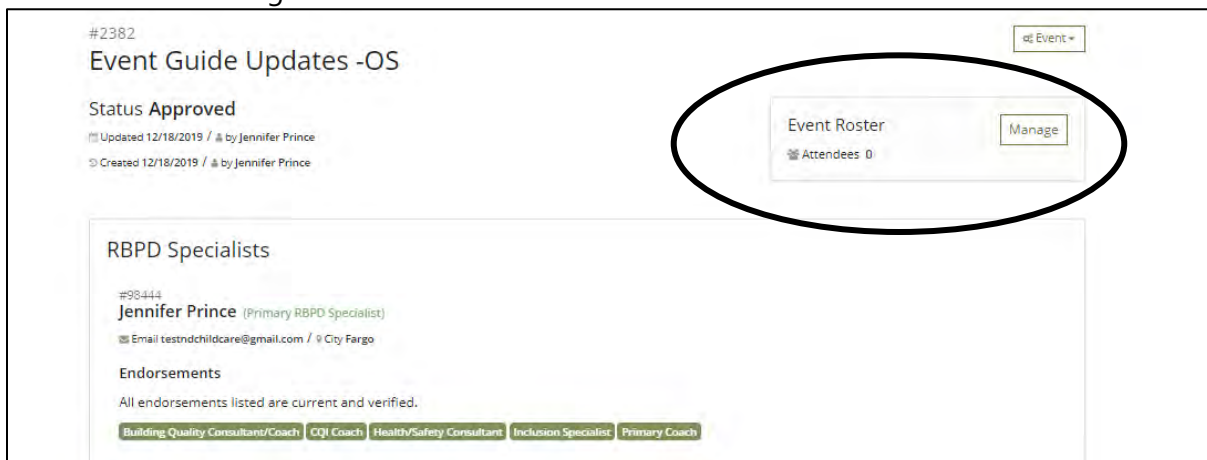 #2382
Event
Event Guide Updates -OS
Status Approved
Updated 12/18/2019 / by Jennifer Prince
Created 12/18/2019 / by Jennifer Prince
Event Roster
Manage
Attendees 0
RBPD Specialists
#98444
Jennifer Prince (Primary RBPD Specialist)
Email testndchildcare@gmail.com / City Fargo
Endorsements
All endorsements listed are current and verified.
Building Quality Consultant/Coach CQI Coach Health/Safety Consultant Inclusion Specialist Primary Coach